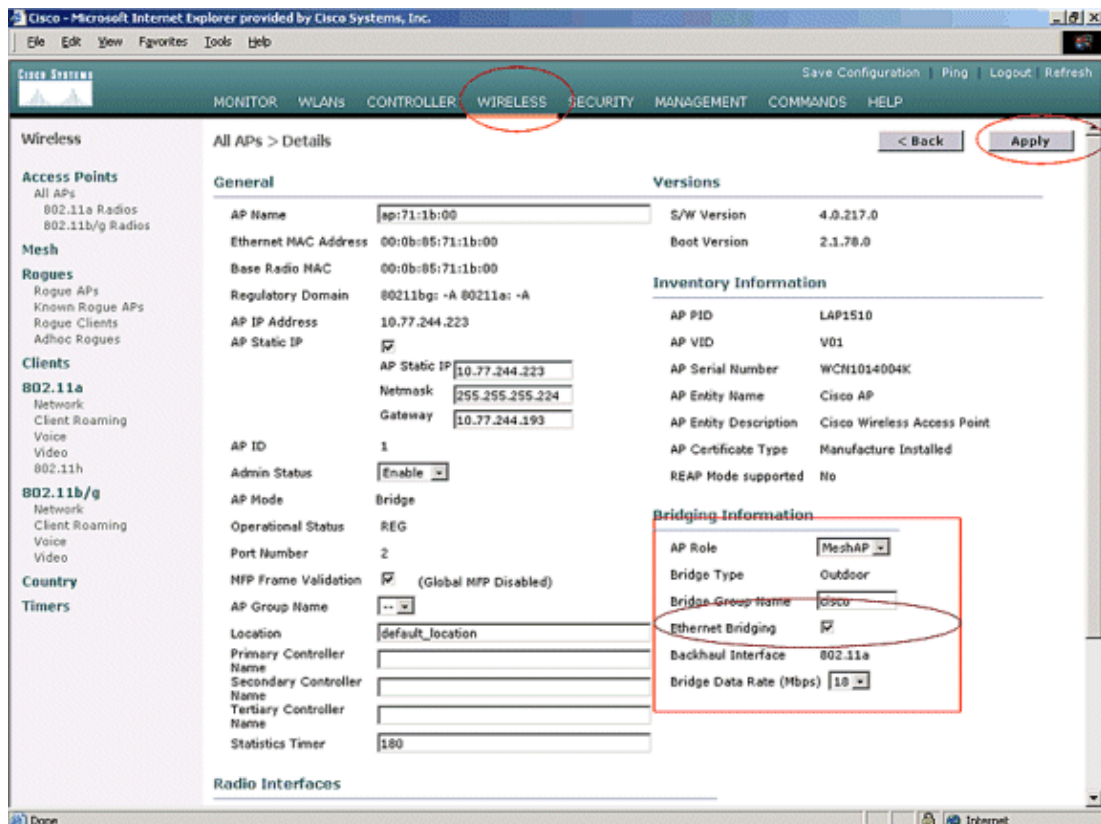 Cisco - Microsoft Internet Explorer provided by Cisco Systems, Inc.
File Edit View Favorites Tools Help
Cisco Systems
Save Configuration | Ping | Logout | Refresh
MONITOR WLANs CONTROLLER WIRELESS SECURITY MANAGEMENT COMMANDS HELP
Wireless
Access Points
All APs
802.11a Radios
802.11b/g Radios
Mesh
Rogues
Rogue APs
Known Rogue APs
Rogue Clients
Adhoc Rogues
Clients
802.11a
Network
Client Roaming
Voice
Video
802.11h
802.11b/g
Network
Client Roaming
Voice
Video
Country
Timers
All APs > Details
< Back
Apply
General
AP Name ap:71:1b:00
Ethernet MAC Address 00:0b:85:71:1b:00
Base Radio MAC 00:0b:85:71:1b:00
Regulatory Domain 80211bg: -A 80211a: -A
AP IP Address 10.77.244.223
AP Static IP
AP Static IP 10.77.244.223
Netmask 255.255.255.224
Gateway 10.77.244.193
AP ID 1
Admin Status Enable
AP Mode Bridge
Operational Status REG
Port Number 2
MFP Frame Validation (Global MFP Disabled)
AP Group Name --
Location default_location
Primary Controller
Name
Secondary Controller
Name
Tertiary Controller
Name
Statistics Timer 180
Radio Interfaces
Versions
S/W Version 4.0.217.0
Boot Version 2.1.78.0
Inventory Information
AP PID LAP1510
AP VID V01
AP Serial Number WCN1014004K
AP Entity Name Cisco AP
AP Entity Description Cisco Wireless Access Point
AP Certificate Type Manufacture Installed
REAP Mode supported No
Bridging Information
AP Role MeshAP
Bridge Type Outdoor
Bridge Group Name cisco
Ethernet Bridging
Backhaul Interface 802.11a
Bridge Data Rate (Mbps) 18
Done
Internet